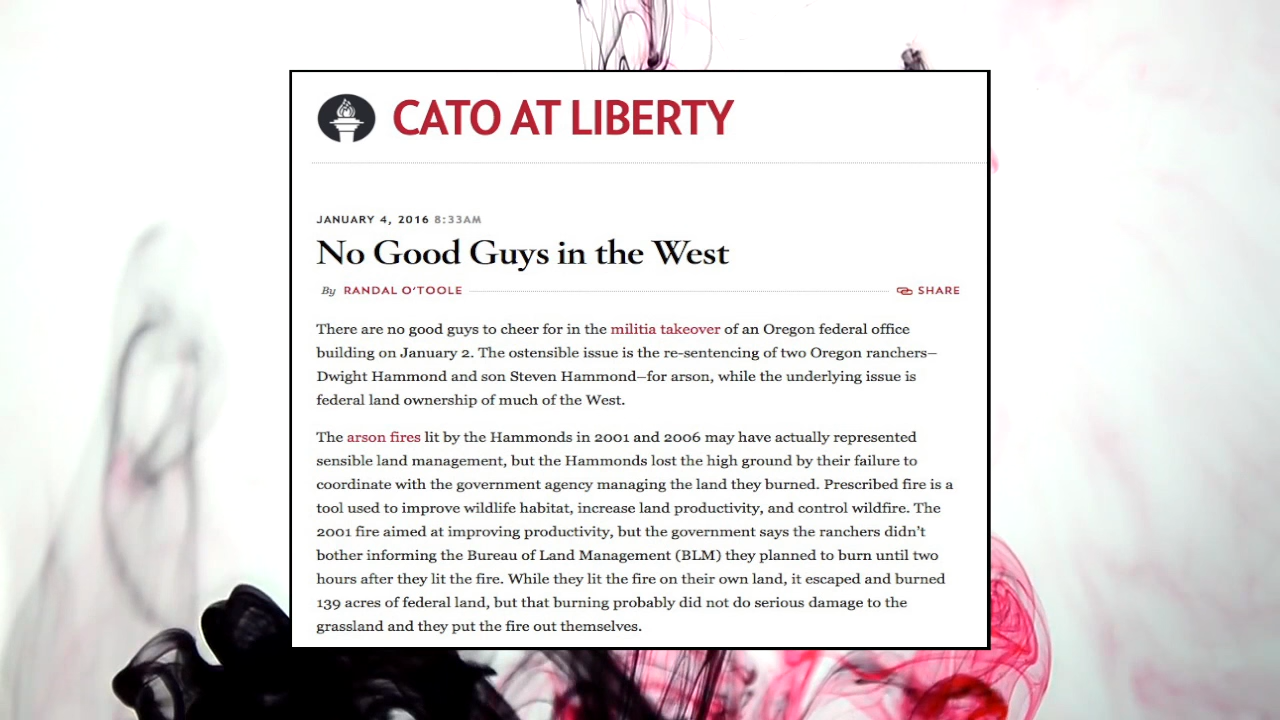 CATO AT LIBERTY
JANUARY 4, 2016 8:33AM
No Good Guys in the West
By RANDAL O'TOOLE
SHARE
There are no good guys to cheer for in the militia takeover of an Oregon federal office
building on January 2. The ostensible issue is the re-sentencing of two Oregon ranchers–
Dwight Hammond and son Steven Hammond–for arson, while the underlying issue is
federal land ownership of much of the West.
The arson fires lit by the Hammonds in 2001 and 2006 may have actually represented
sensible land management, but the Hammonds lost the high ground by their failure to
coordinate with the government agency managing the land they burned. Prescribed fire is a
tool used to improve wildlife habitat, increase land productivity, and control wildfire. The
2001 fire aimed at improving productivity, but the government says the ranchers didn't
bother informing the Bureau of Land Management (BLM) they planned to burn until two
hours after they lit the fire. While they lit the fire on their own land, it escaped and burned
139 acres of federal land, but that burning probably did not do serious damage to the
grassland and they put the fire out themselves.